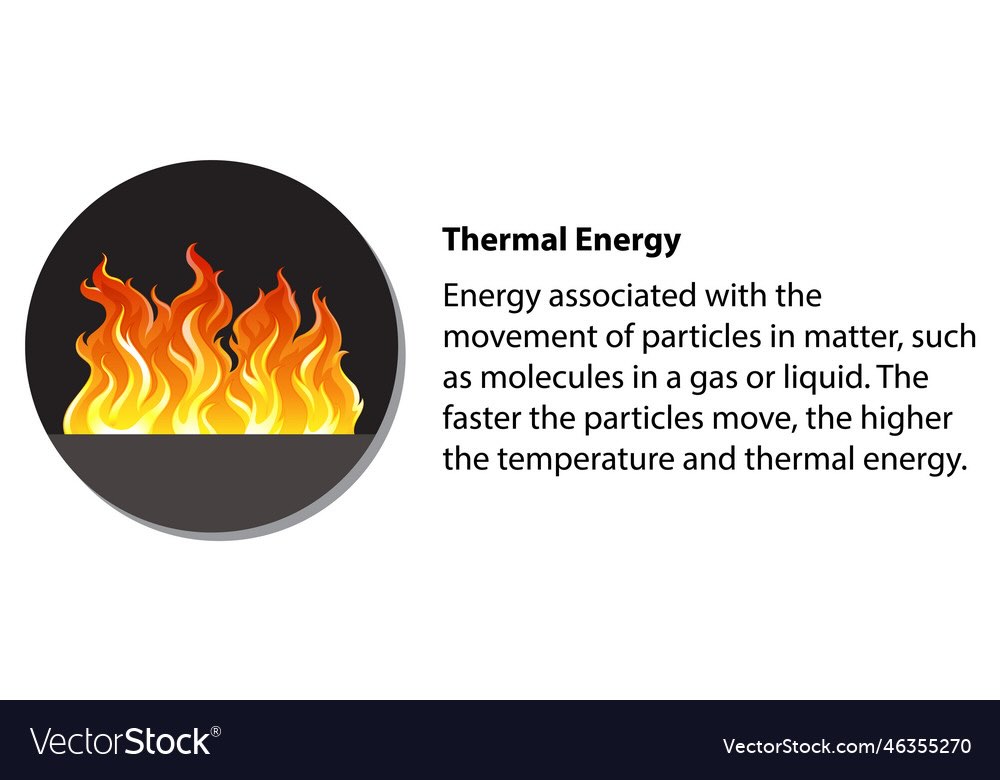 Thermal Energy
Energy associated with the
movement of particles in matter, such
as molecules in a gas or liquid. The
faster the particles move, the higher
the temperature and thermal energy.
VectorStock®
VectorStock.com/46355270